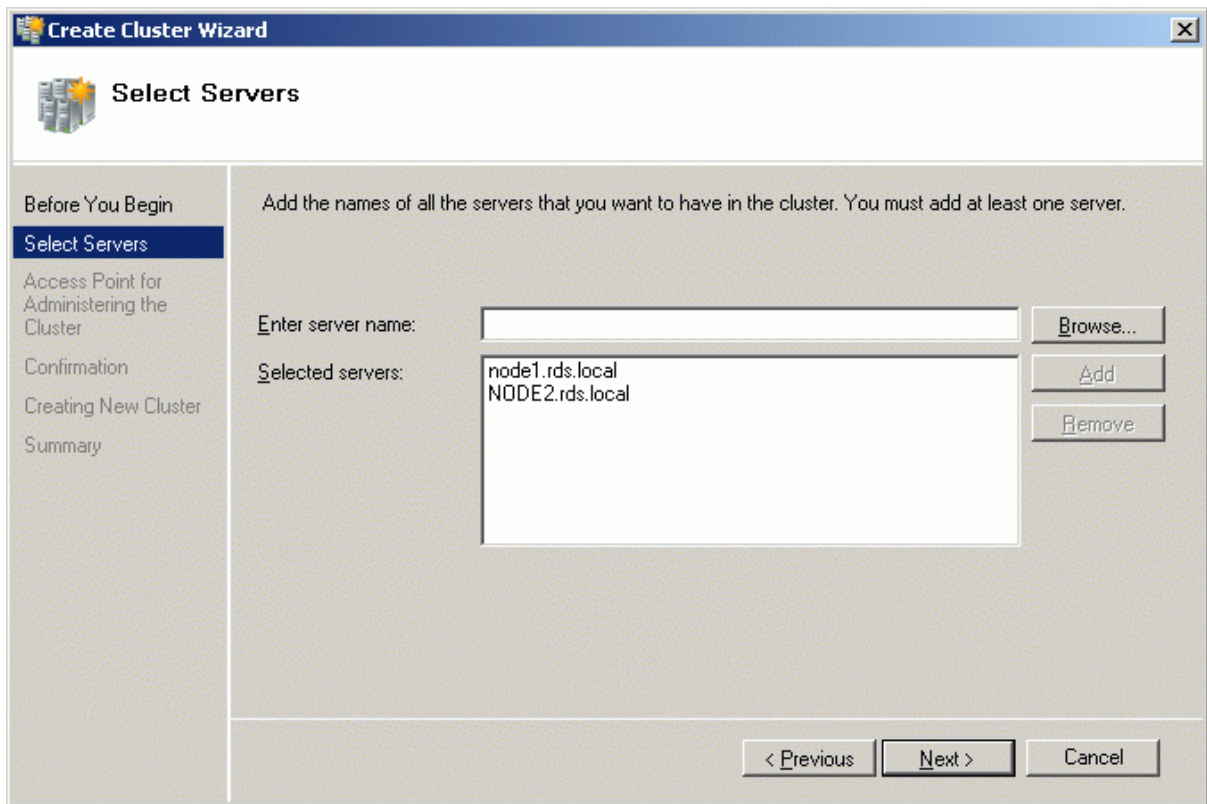 Create Cluster Wizard
Select Servers
Before You Begin
Select Servers
Access Point for
Administering the
Cluster
Confirmation
Creating New Cluster
Summary
Add the names of all the servers that you want to have in the cluster. You must add at least one server.
Enter server name:
Browse...
Selected servers:
node1.rds.local
NODE2.rds.local
Add
Remove
< Previous
Next >
Cancel